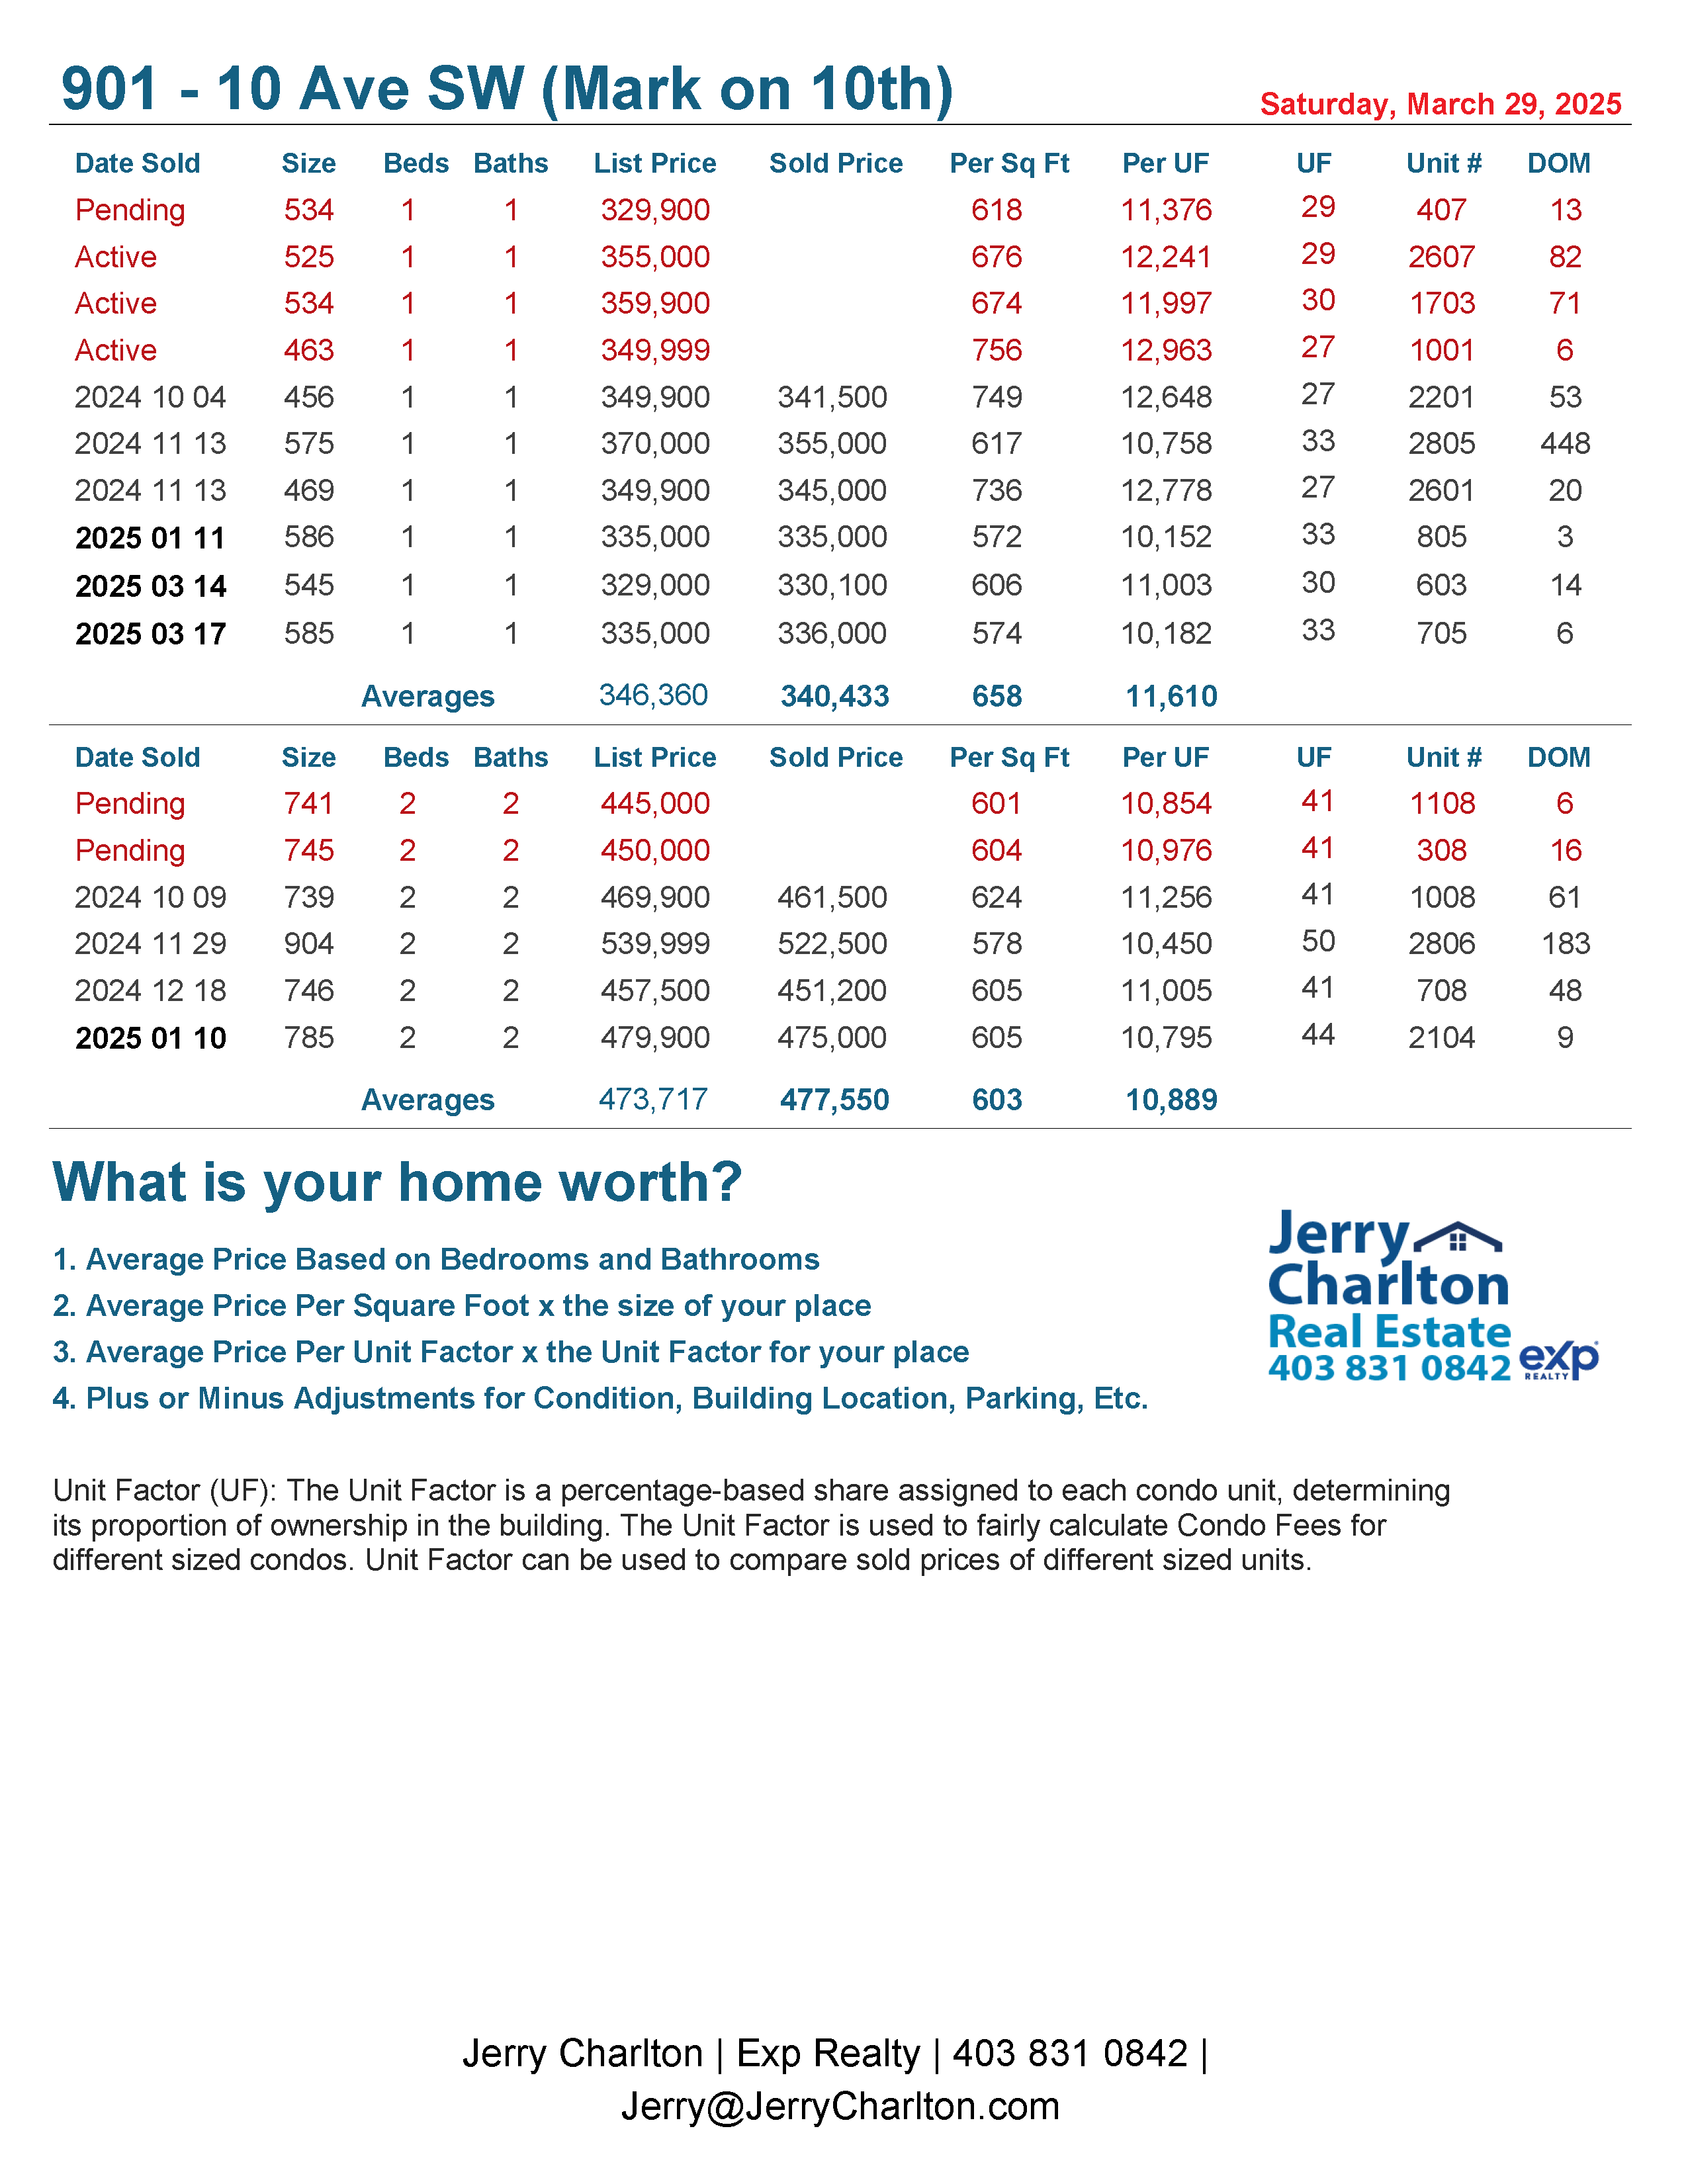 901 - 10 Ave SW (Mark on 10th) Saturday, March 29, 2025
Date Sold Size Beds Baths List Price Sold Price Per Sq Ft Per UF UF Unit # DOM
Pending 534 1 1 329,900 618 11,376 29 407 13
Active 525 1 1 355,000 676 12,241 29 2607 82
Active 534 1 1 359,900 674 11,997 30 1703 71
Active 463 1 1 349,999 756 12,963 27 1001 6
2024 10 04 456 1 1 349,900 341,500 749 12,648 27 2201 53
2024 11 13 575 1 1 370,000 355,000 617 10,758 33 2805 448
2024 11 13 469 1 1 349,900 345,000 736 12,778 27 2601 20
2025 01 11 586 1 1 335,000 335,000 572 10,152 33 805 3
2025 03 14 545 1 1 329,000 330,100 606 11,003 30 603 14
2025 03 17 585 1 1 335,000 336,000 574 10,182 33 705 6
Averages 346,360 340,433 658 11,610
Date Sold Size Beds Baths List Price Sold Price Per Sq Ft Per UF UF Unit # DOM
Pending 741 2 2 445,000 601 10,854 41 1108 6
Pending 745 2 2 450,000 604 10,976 41 308 16
2024 10 09 739 2 2 469,900 461,500 624 11,256 41 1008 61
2024 11 29 904 2 2 539,999 522,500 578 10,450 50 2806 183
2024 12 18 746 2 2 457,500 451,200 605 11,005 41 708 48
2025 01 10 785 2 2 479,900 475,000 605 10,795 44 2104 9
Averages 473,717 477,550 603 10,889
What is your home worth?
1. Average Price Based on Bedrooms and Bathrooms
2. Average Price Per Square Foot x the size of your place
3. Average Price Per Unit Factor x the Unit Factor for your place
4. Plus or Minus Adjustments for Condition, Building Location, Parking, Etc.
Jerry
Charlton
Real Estate
403 831 0842
exp
REALTY
Unit Factor (UF): The Unit Factor is a percentage-based share assigned to each condo unit, determining
its proportion of ownership in the building. The Unit Factor is used to fairly calculate Condo Fees for
different sized condos. Unit Factor can be used to compare sold prices of different sized units.
Jerry Charlton | Exp Realty | 403 831 0842 |
Jerry@JerryCharlton.com